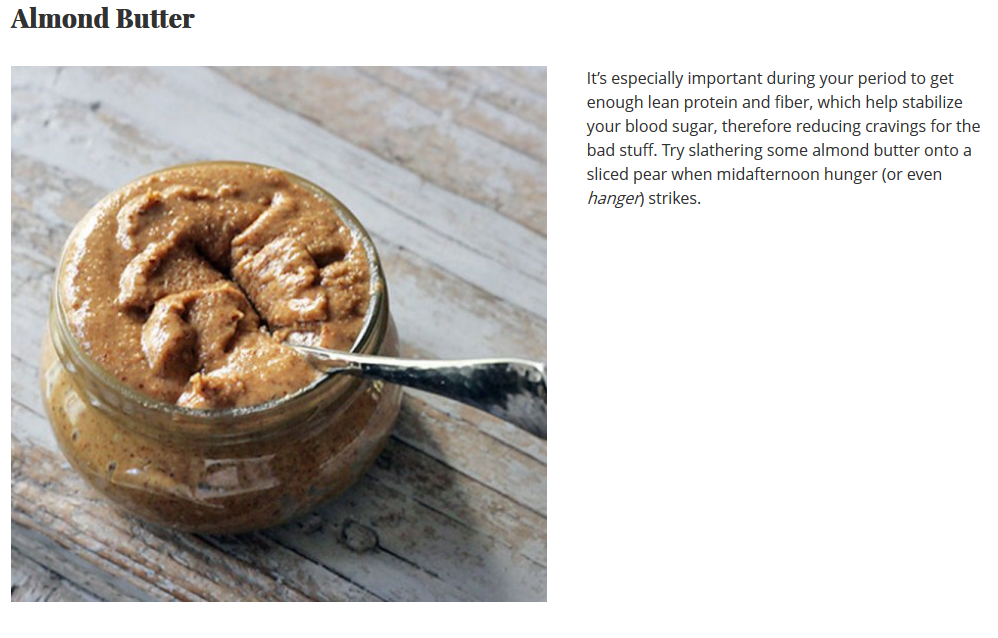 Almond Butter
It’s especially important during your period to get
enough lean protein and fiber, which help stabilize
your blood sugar, therefore reducing cravings for the
bad stuff. Try slathering some almond butter onto a
sliced pear when midafternoon hunger (or even
hanger) strikes.